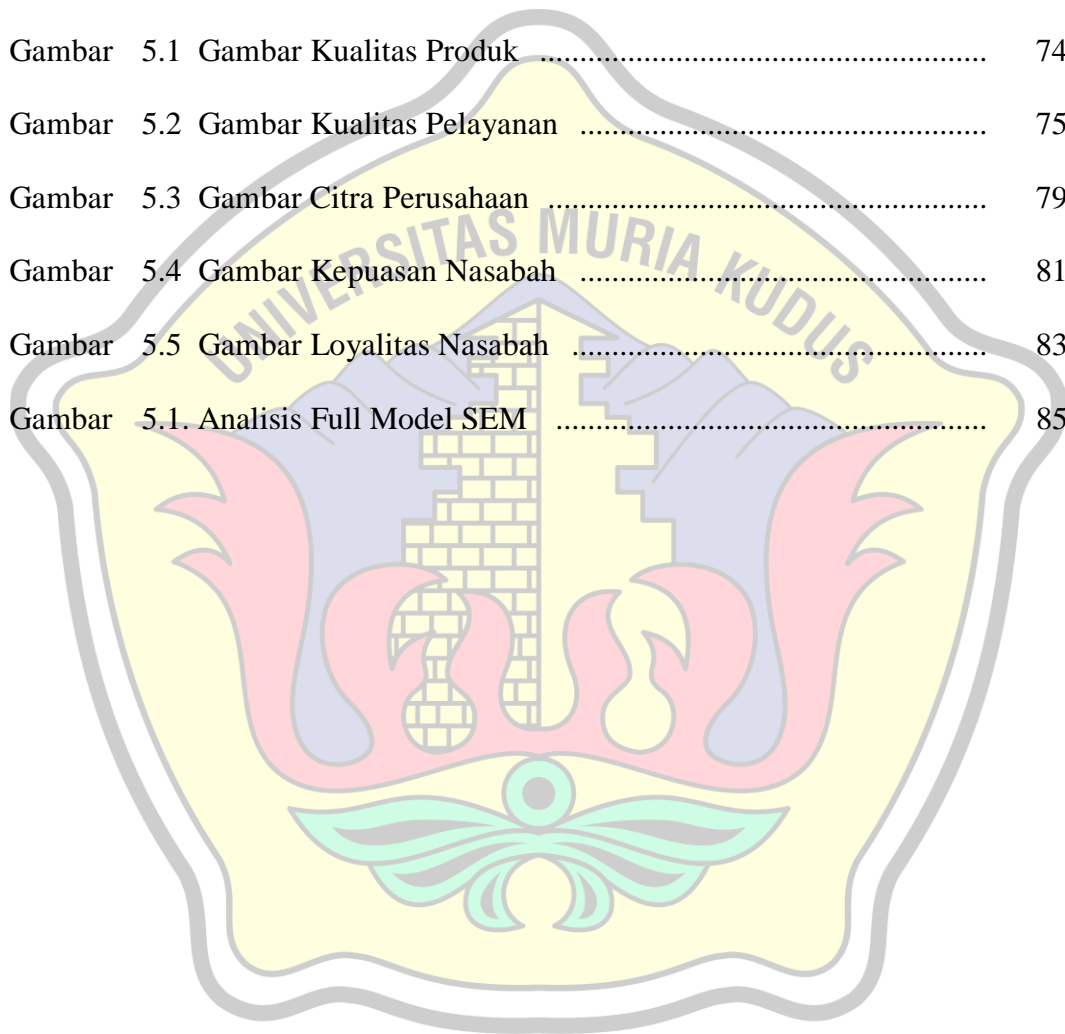 Gambar 5.1 Gambar Kualitas Produk ........................................................ 74
Gambar 5.2 Gambar Kualitas Pelayanan ................................................... 75
Gambar 5.3 Gambar Citra Perusahaan ....................................................... 79
Gambar 5.4 Gambar Kepuasan Nasabah ...................................................... 81
Gambar 5.5 Gambar Loyalitas Nasabah .................................................... 83
Gambar 5.1. Analisis Full Model SEM ...................................................... 85
UNIVERSITAS MURIA KUDUS